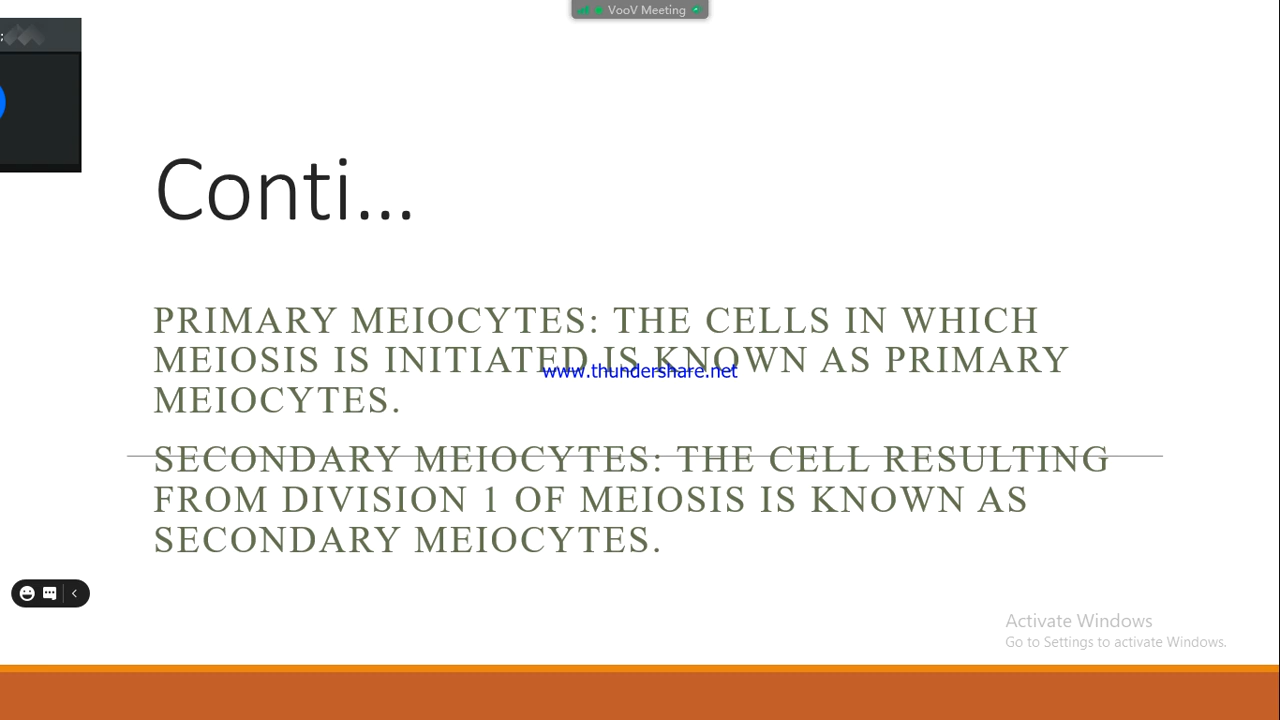 VooV Meeting
Conti...
PRIMARY MEIOCYTES: THE CELLS IN WHICH
MEIOSIS IS INITIATED IS KNOWN AS PRIMARY
MEIOCYTES.
www.thundershare.net
SECONDARY MEIOCYTES: THE CELL RESULTING
FROM DIVISION 1 OF MEIOSIS IS KNOWN AS
SECONDARY MEIOCYTES.
Activate Windows
Go to Settings to activate Windows.